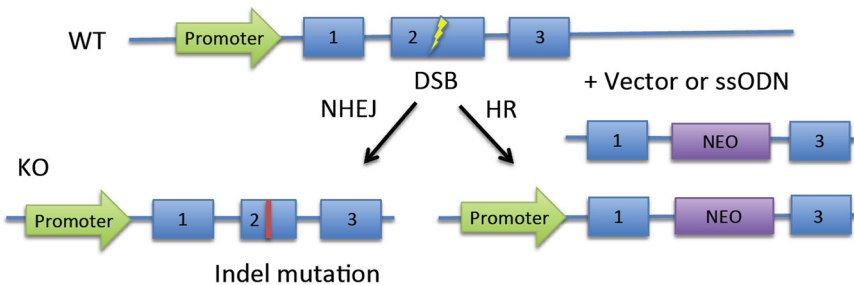 WT Promoter 1 2 3
DSB
+ Vector or ssODN
NHEJ HR
1 NEO 3
KO
Promoter 1 2 3
Promoter 1 NEO 3
Indel mutation